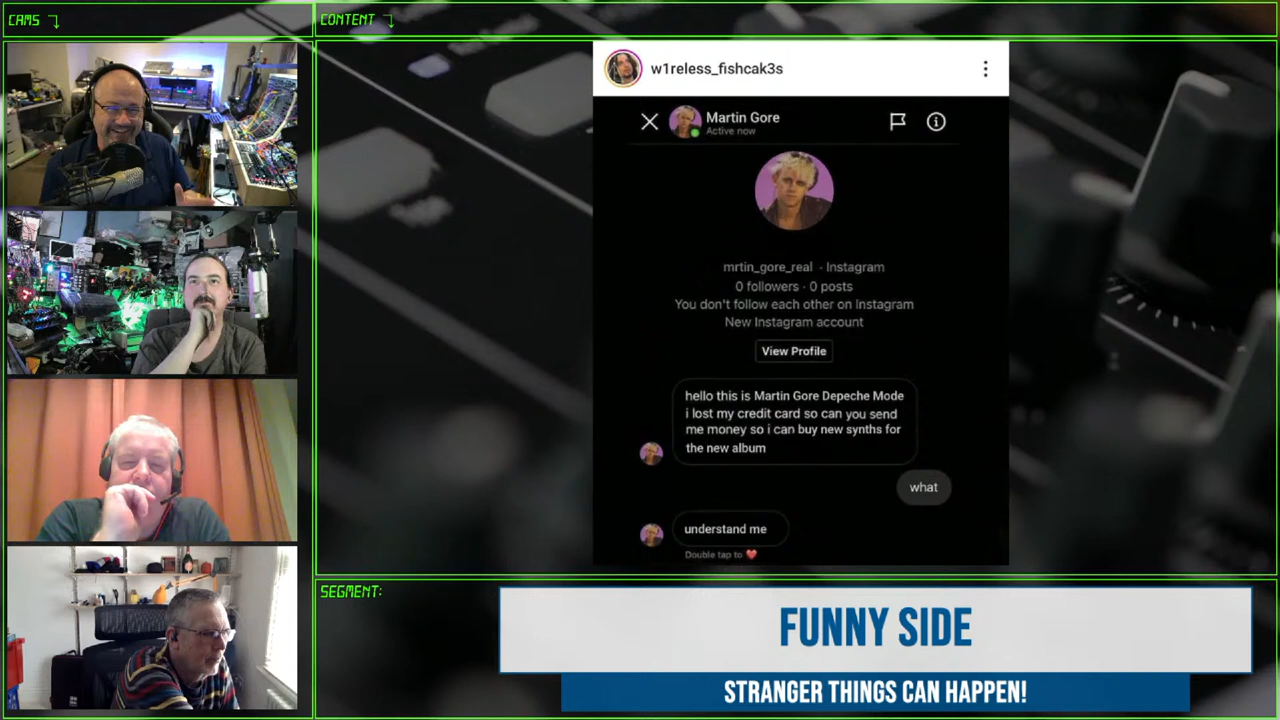 CAMS
CONTENT
w1reless_fishcak3s
Martin Gore
Active now
mrtin_gore_real · Instagram
0 followers · 0 posts
You don't follow each other on Instagram
New Instagram account
View Profile
hello this is Martin Gore Depeche Mode
i lost my credit card so can you send
me money so i can buy new synths for
the new album
what
understand me
Double tap to ❤️
SEGMENT:
FUNNY SIDE
STRANGER THINGS CAN HAPPEN!